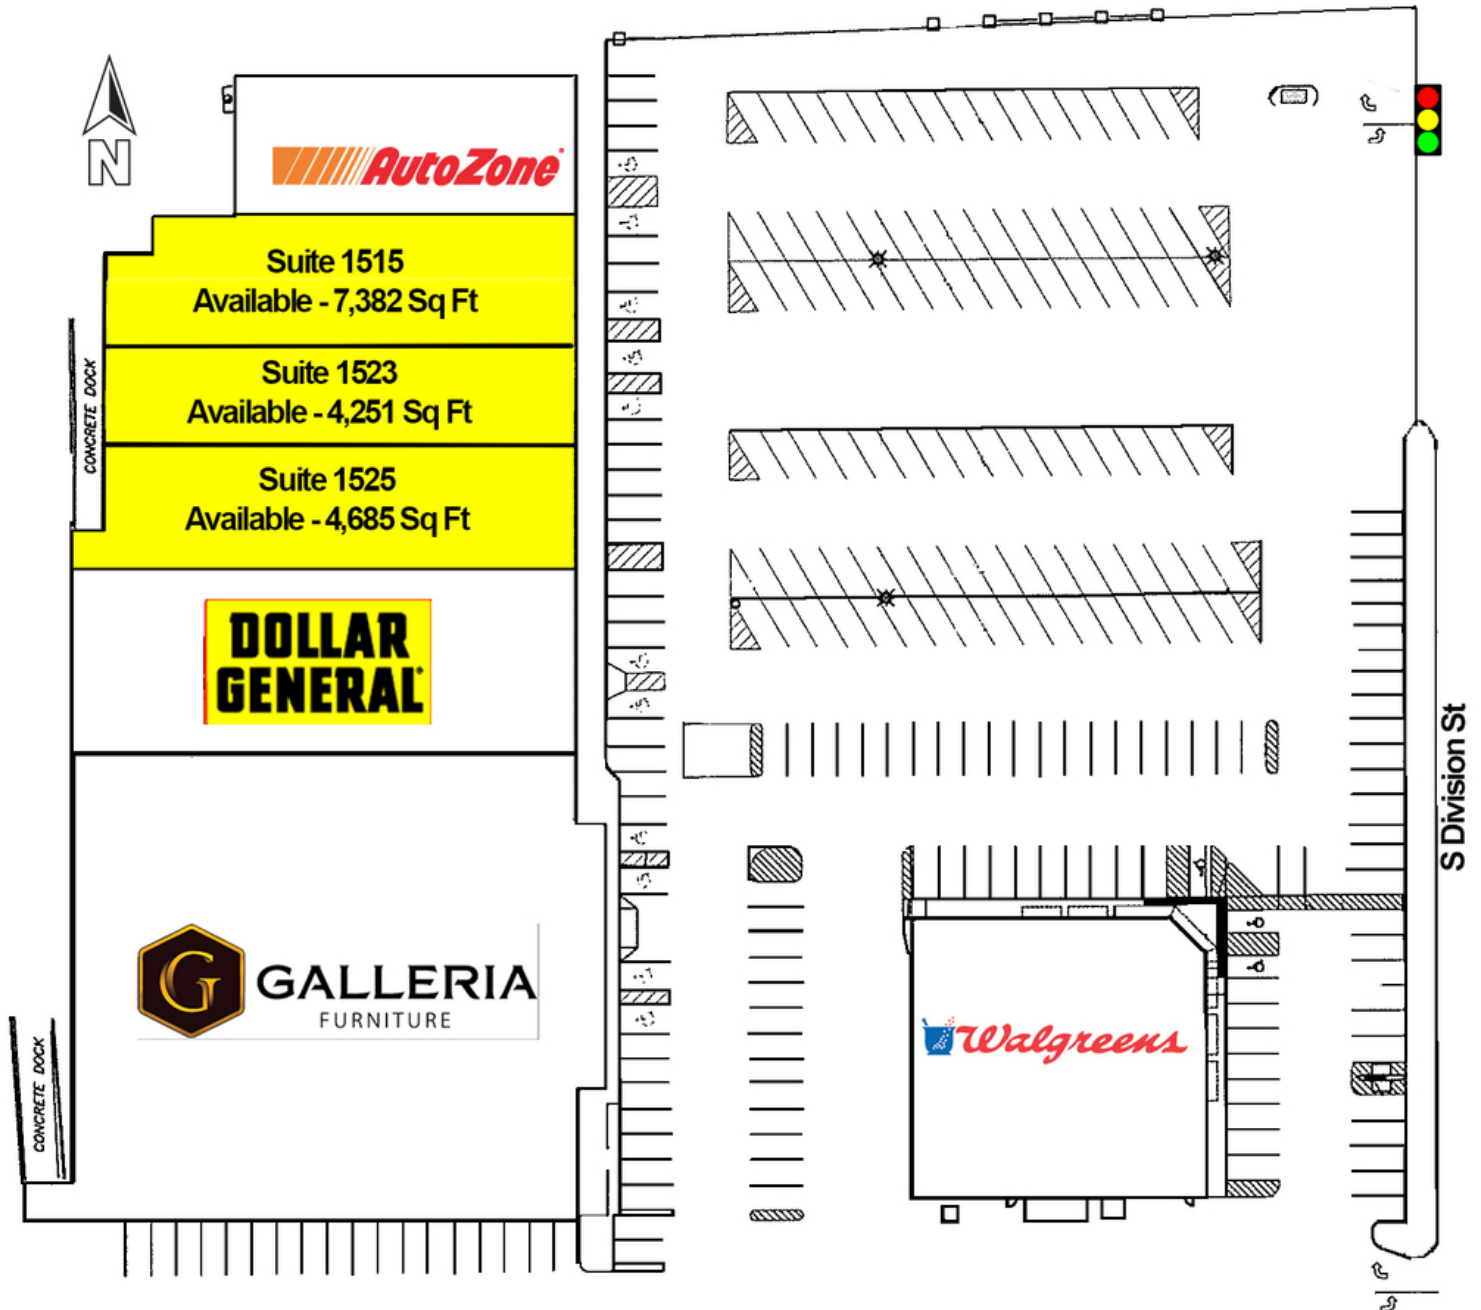 N
AutoZone
Suite 1515
Available - 7,382 Sq Ft
CONCRETE DOCK
Suite 1523
Available - 4,251 Sq Ft
Suite 1525
Available - 4,685 Sq Ft
DOLLAR
GENERAL
S Division St
G GALLERIA
FURNITURE
Walgreens
CONCRETE DOCK